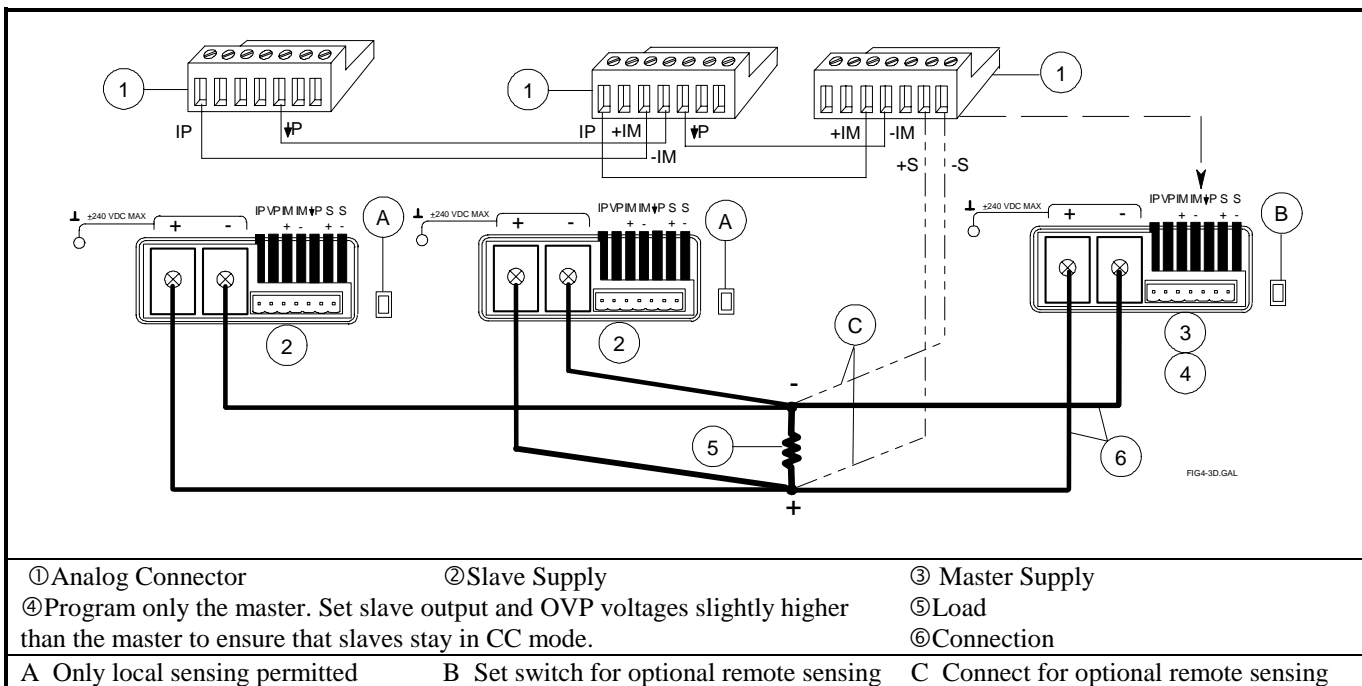 1
1
1
IP
↓P
IP
+IM
-IM
↓P
+IM
-IM
+S
-S
±240 VDC MAX
+ -
IP VP IM IM ↓P S S
+ - + -
A
±240 VDC MAX
+ -
IP VP IM IM ↓P S S
+ - + -
A
±240 VDC MAX
+ -
IP VP IM IM ↓P S S
+ - + -
B
2
2
C
3
4
-
5
6
+
FIG4-3D.GAL
①Analog Connector ②Slave Supply ③ Master Supply
④Program only the master. Set slave output and OVP voltages slightly higher
than the master to ensure that slaves stay in CC mode.
⑤Load
⑥Connection
A Only local sensing permitted B Set switch for optional remote sensing C Connect for optional remote sensing